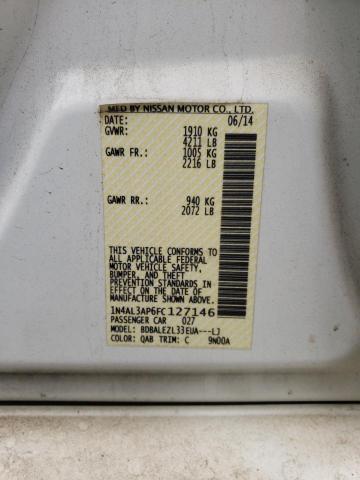 MFD BY NISSAN MOTOR CO., LTD.
DATE: 06/14
GVWR: 1910 KG
4211 LB
GAWR FR.: 1005 KG
2216 LB
GAWR RR.: 940 KG
2072 LB
THIS VEHICLE CONFORMS TO
ALL APPLICABLE FEDERAL
MOTOR VEHICLE SAFETY,
BUMPER, AND THEFT
PREVENTION STANDARDS IN
EFFECT ON THE DATE OF
MANUFACTURE SHOWN ABOVE.
1N4AL3AP6FC127146
PASSENGER CAR 027
MODEL: BDBALEZL33EUA---LJ
COLOR: QAB TRIM: C 9N00A